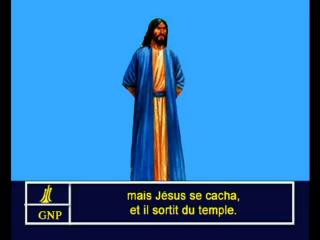 mais Jésus se cacha,
et il sortit du temple.
GNP